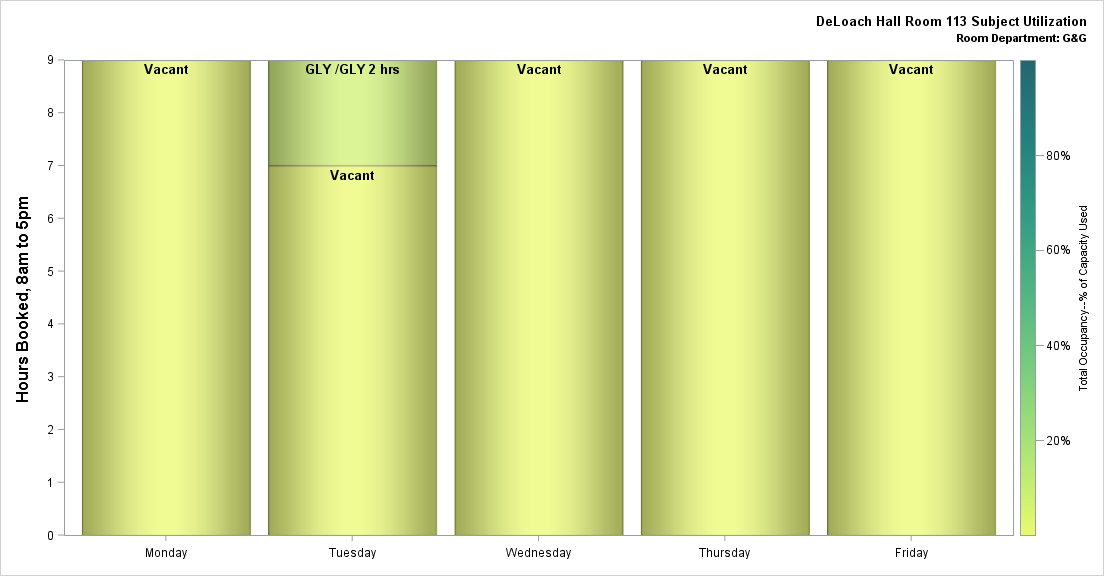 DeLoach Hall Room 113 Subject Utilization
Room Department: G&G
Hours Booked, 8am to 5pm
9
8
7
6
5
4
3
2
1
0
Vacant
GLY /GLY 2 hrs
Vacant
Vacant
Vacant
Vacant
Monday
Tuesday
Wednesday
Thursday
Friday
80%
60%
40%
20%
Total Occupancy--% of Capacity Used